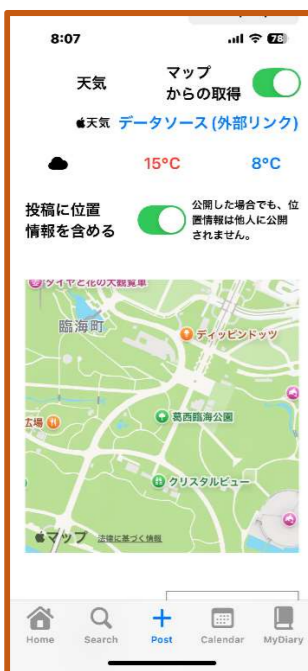 8:07
78
天気
マップ
からの取得
天気 データソース (外部リンク)
15°C
8°C
投稿に位置
情報を含める
公開した場合でも、位
置情報は他人に公開
されません。
ダイヤと花の大観覧車
臨海町
ディッピンドッツ
広場
葛西臨海公園
クリスタルビュー
マップ 法律に基づく情報
Home Search Post Calendar MyDiary